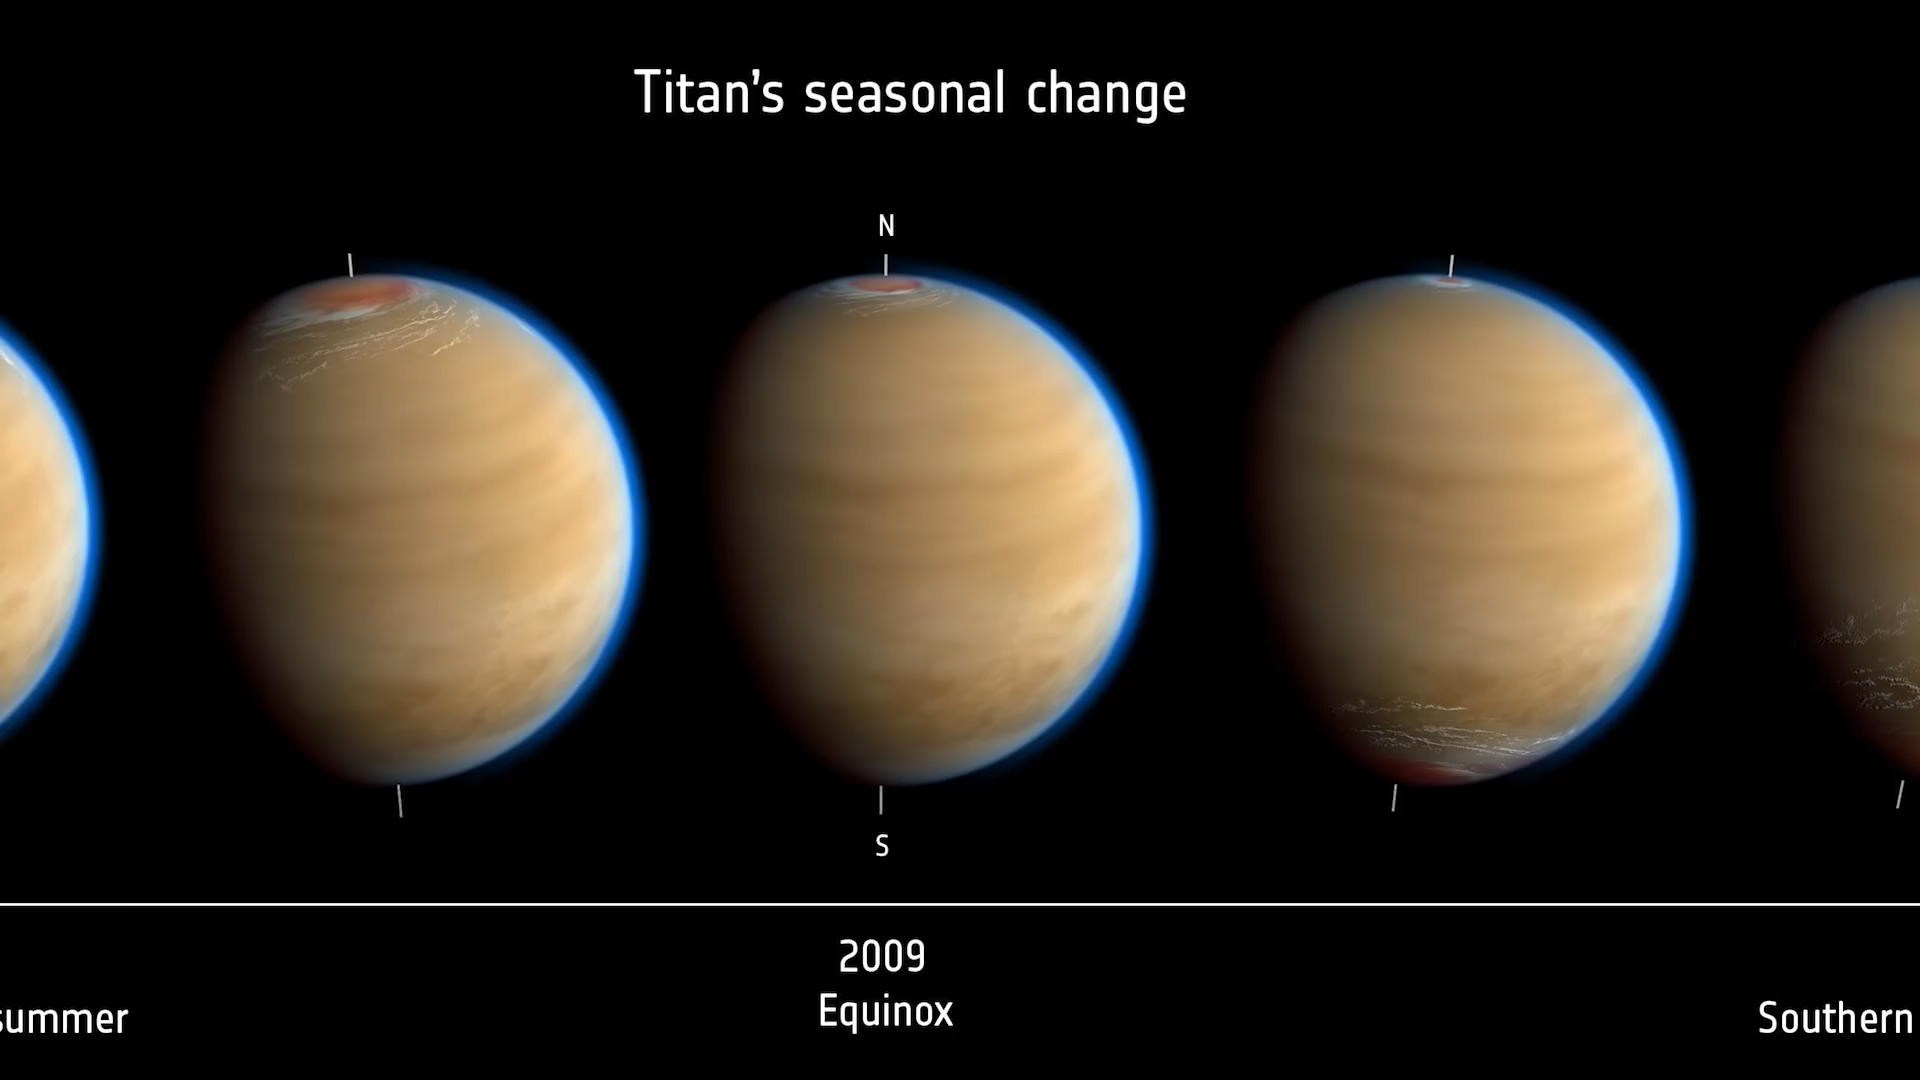 Titan's seasonal change
N
S
2009
Equinox
summer
Southern